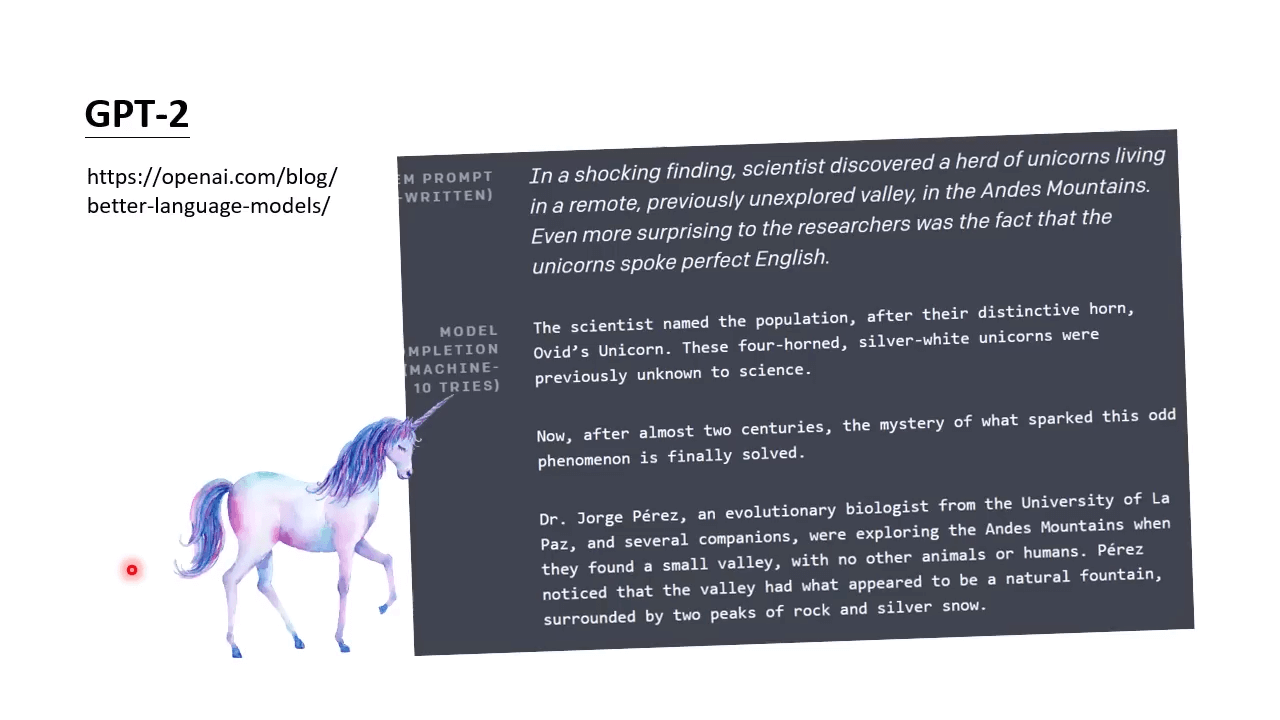 GPT-2
https://openai.com/blog/
better-language-models/
EM PROMPT
-WRITTEN)
In a shocking finding, scientist discovered a herd of unicorns living
in a remote, previously unexplored valley, in the Andes Mountains.
Even more surprising to the researchers was the fact that the
unicorns spoke perfect English.
MODEL
OMPLETION
(MACHINE-
10 TRIES)
The scientist named the population, after their distinctive horn,
Ovid’s Unicorn. These four-horned, silver-white unicorns were
previously unknown to science.
Now, after almost two centuries, the mystery of what sparked this odd
phenomenon is finally solved.
Dr. Jorge Pérez, an evolutionary biologist from the University of La
Paz, and several companions, were exploring the Andes Mountains when
they found a small valley, with no other animals or humans. Pérez
noticed that the valley had what appeared to be a natural fountain,
surrounded by two peaks of rock and silver snow.